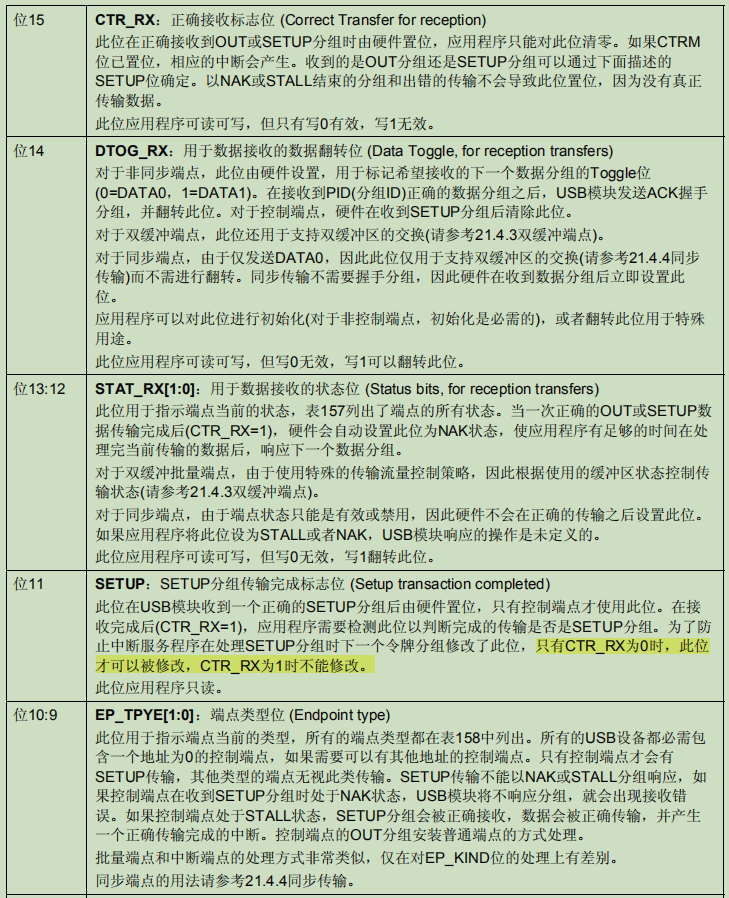 位15
CTR_RX：正确接收标志位 (Correct Transfer for reception)
此位在正确接收到OUT或SETUP分组时由硬件置位，应用程序只能对此位清零。如果CTRM
位已置位，相应的中断会产生。收到的是OUT分组还是SETUP分组可以通过下面描述的
SETUP位确定。以NAK或STALL结束的分组和出错的传输不会导致此位置位，因为没有真正
传输数据。
此位应用程序可读可写，但只有写0有效，写1无效。
位14
DTOG_RX：用于数据接收的数据翻转位 (Data Toggle, for reception transfers)
对于非同步端点，此位由硬件设置，用于标记希望接收的下一个数据分组的Toggle位
(0=DATA0，1=DATA1)。在接收到PID(分组ID)正确的数据分组之后，USB模块发送ACK握手
分组，并翻转此位。对于控制端点，硬件在收到SETUP分组后清除此位。
对于双缓冲端点，此位还用于支持双缓冲区的交换(请参考21.4.3双缓冲端点)。
对于同步端点，由于仅发送DATA0，因此此位仅用于支持双缓冲区的交换(请参考21.4.4同步
传输)而不需进行翻转。同步传输不需要握手分组，因此硬件在收到数据分组后立即设置此
位。
应用程序可以对此位进行初始化(对于非控制端点，初始化是必需的)，或者翻转此位用于特殊
用途。
此位应用程序可读可写，但写0无效，写1可以翻转此位。
位13:12
STAT_RX[1:0]：用于数据接收的状态位 (Status bits, for reception transfers)
此位用于指示端点当前的状态，表157列出了端点的所有状态。当一次正确的OUT或SETUP数
据传输完成后(CTR_RX=1)，硬件会自动设置此位为NAK状态，使应用程序有足够的时间在处
理完当前传输的数据后，响应下一个数据分组。
对于双缓冲批量端点，由于使用特殊的传输流量控制策略，因此根据使用的缓冲区状态控制传
输状态(请参考21.4.3双缓冲端点)。
对于同步端点，由于端点状态只能是有效或禁用，因此硬件不会在正确的传输之后设置此位。
如果应用程序将此位设为STALL或者NAK，USB模块响应的操作是未定义的。
此位应用程序可读可写，但写0无效，写1翻转此位。
位11
SETUP：SETUP分组传输完成标志位 (Setup transaction completed)
此位在USB模块收到一个正确的SETUP分组后由硬件置位，只有控制端点才使用此位。在接
收完成后(CTR_RX=1)，应用程序需要检测此位以判断完成的传输是否是SETUP分组。为了防
止中断服务程序在处理SETUP分组时下一个令牌分组修改了此位，只有CTR_RX为0时，此位
才可以被修改，CTR_RX为1时不能修改。
此位应用程序只读。
位10:9
EP_TPYE[1:0]：端点类型位 (Endpoint type)
此位用于指示端点当前的类型，所有的端点类型都在表158中列出。所有的USB设备都必需包
含一个地址为0的控制端点，如果需要可以有其他地址的控制端点。只有控制端点才会有
SETUP传输，其他类型的端点无视此类传输。SETUP传输不能以NAK或STALL分组响应，如
果控制端点在收到SETUP分组时处于NAK状态，USB模块将不响应分组，就会出现接收错
误。如果控制端点处于STALL状态，SETUP分组会被正确接收，数据会被正确传输，并产生
一个正确传输完成的中断。控制端点的OUT分组安装普通端点的方式处理。
批量端点和中断端点的处理方式非常类似，仅在对EP_KIND位的处理上有差别。
同步端点的用法请参考21.4.4同步传输。